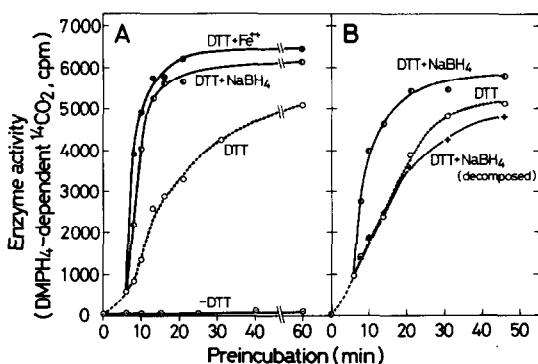 A
B
DTT+Fe++
DTT+NaBH4
DTT
-DTT
DTT+NaBH4
DTT
DTT+NaBH4
(decomposed)
Enzyme activity
(DMPH4-dependent 14CO2, cpm)
7000
6000
5000
4000
3000
2000
1000
0
0 10 20 30 40 60
0 10 20 30 40 50
Preincubation (min)
Preincubation (min)